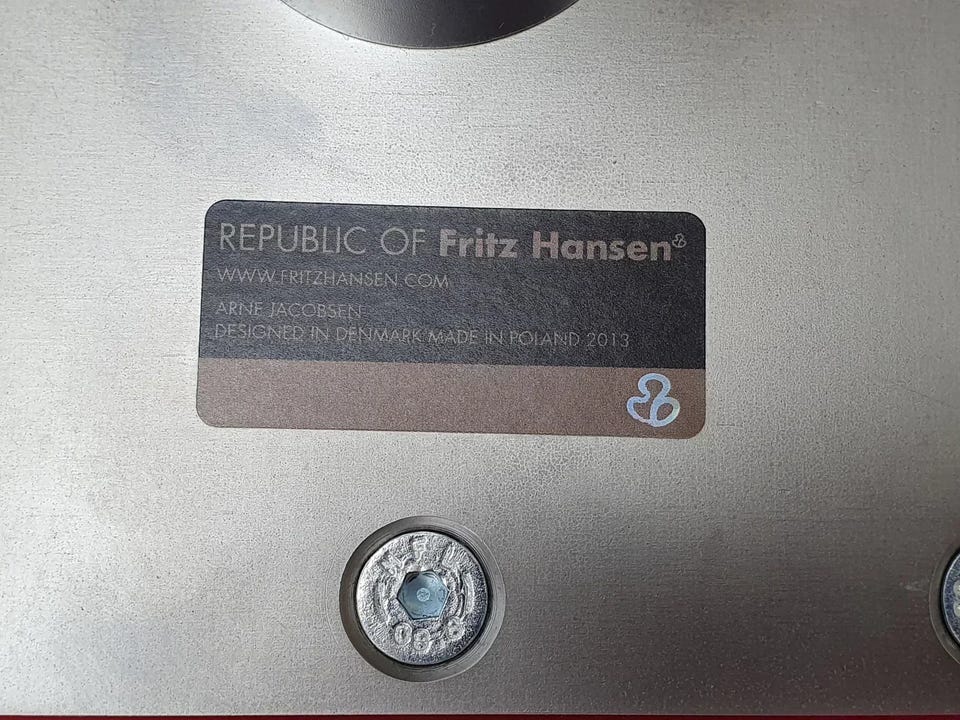 REPUBLIC OF Fritz Hansen
WWW.FRITZHANSEN.COM
ARNE JACOBSEN
DESIGNED IN DENMARK MADE IN POLAND 2013